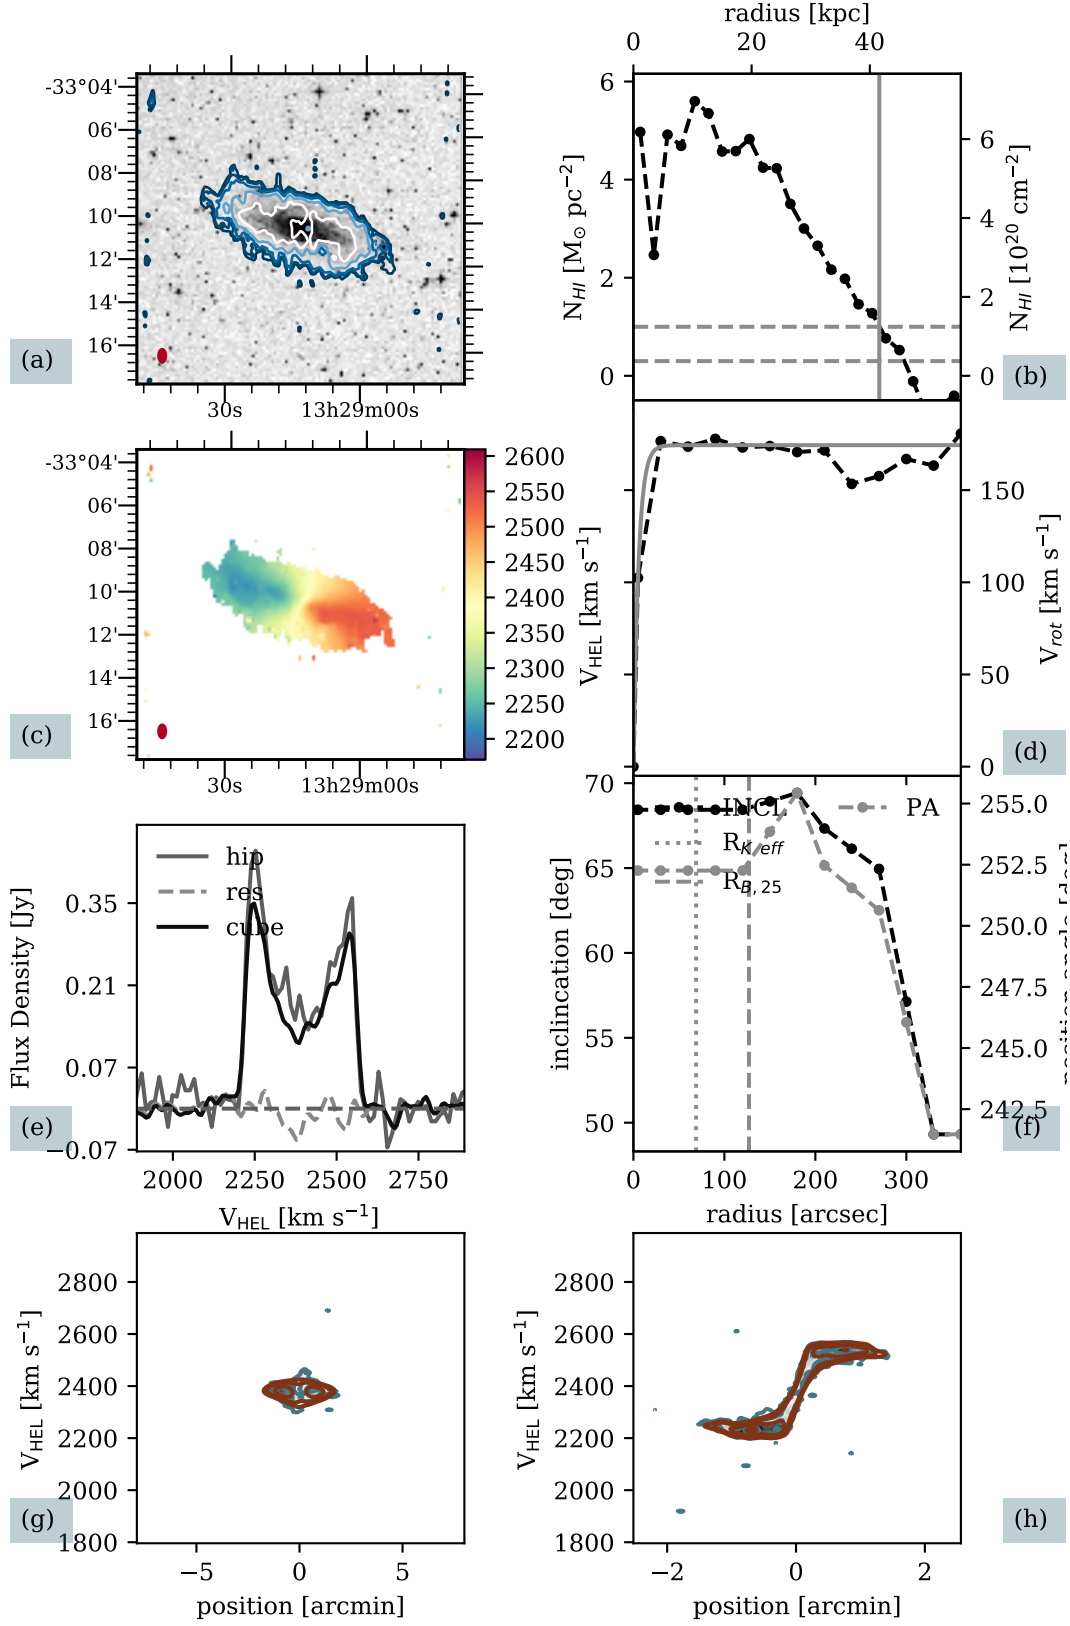 radius [kpc]
0 20 40
-33°04'
06'
08'
10'
12'
14'
16'
30s 13h29m00s
(a)
6
4
2
0
N_HI [M_⊙ pc⁻²]
6
4
2
0
N_HI [10²⁰ cm⁻²]
(b)
-33°04'
06'
08'
10'
12'
14'
16'
30s 13h29m00s
(c)
2600
2550
2500
2450
2400
2350
2300
2250
2200
V_HEL [km s⁻¹]
150
100
50
0
V_rot [km s⁻¹]
(d)
0.35
0.21
0.07
−0.07
Flux Density [Jy]
hip
res
cube
(e)
2000 2250 2500 2750
V_HEL [km s⁻¹]
70
65
60
55
50
inclincation [deg]
INCL PA
R_K eff
R_B,25
255.0
252.5
250.0
247.5
245.0
242.5
position angle [deg]
(f)
0 100 200 300
radius [arcsec]
2800
2600
2400
2200
2000
1800
V_HEL [km s⁻¹]
(g)
−5 0 5
position [arcmin]
2800
2600
2400
2200
2000
1800
V_HEL [km s⁻¹]
(h)
−2 0 2
position [arcmin]